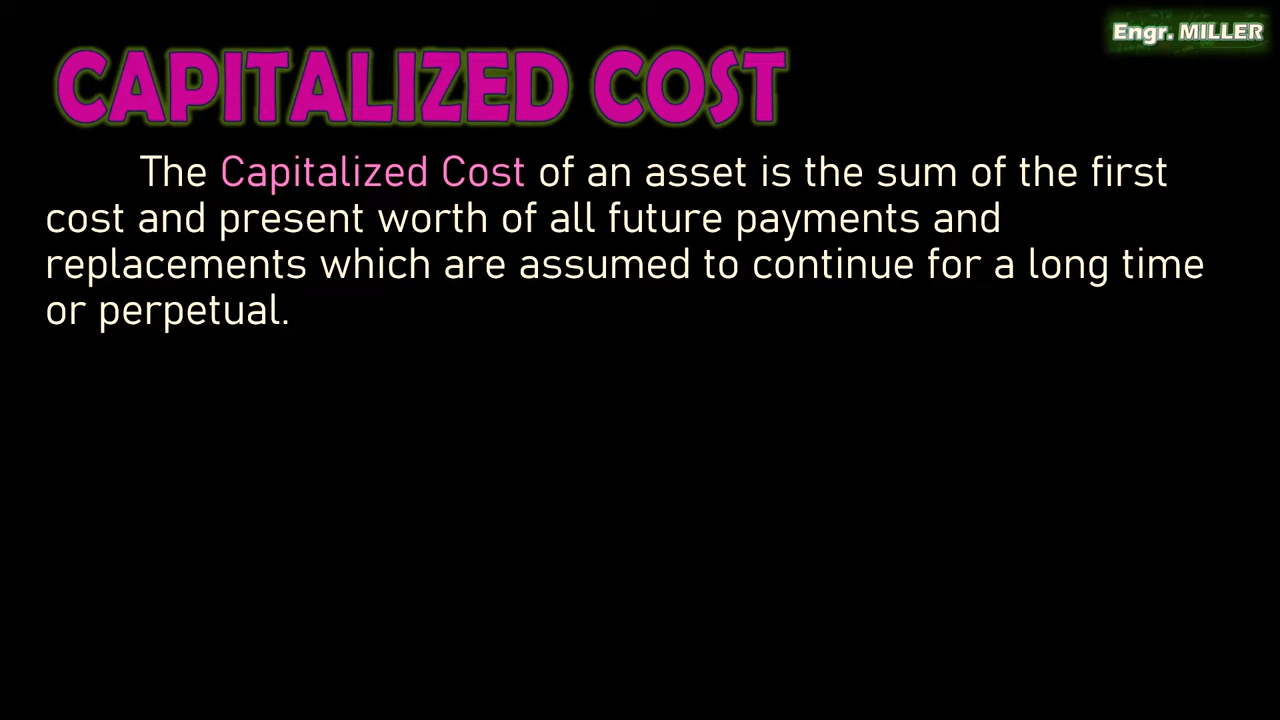 Engr. MILLER
CAPITALIZED COST
The Capitalized Cost of an asset is the sum of the first
cost and present worth of all future payments and
replacements which are assumed to continue for a long time
or perpetual.